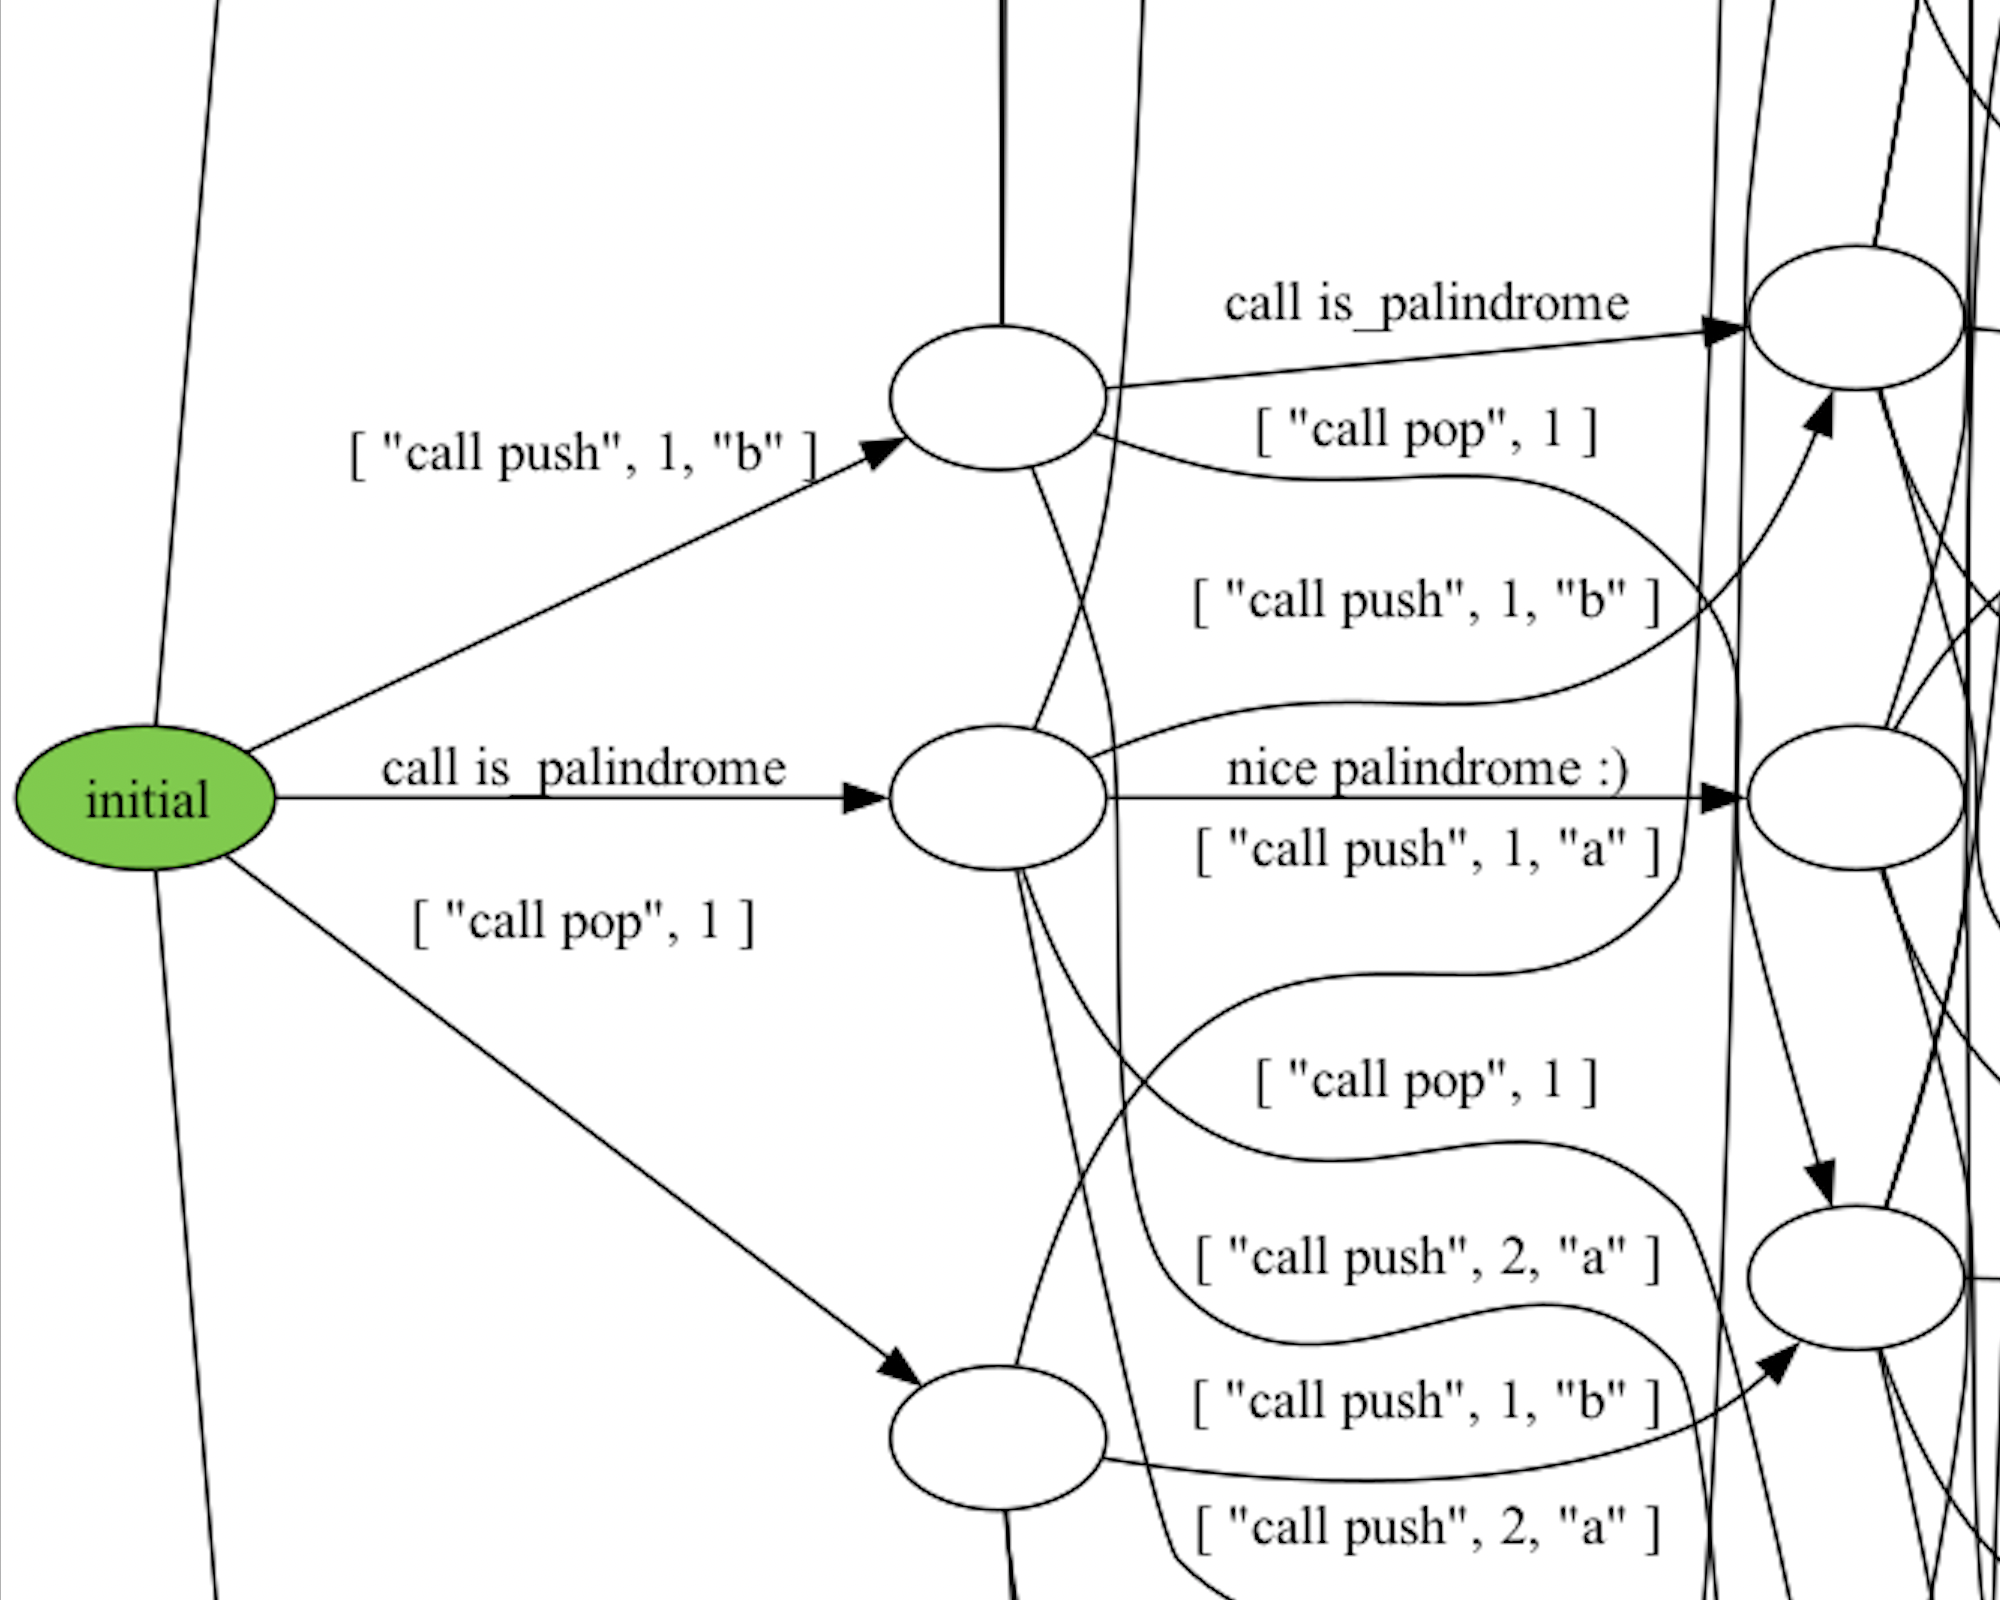 call is_palindrome
[ "call pop", 1 ]
[ "call push", 1, "b" ]
[ "call push", 1, "b" ]
call is_palindrome
nice palindrome :)
initial
[ "call push", 1, "a" ]
[ "call pop", 1 ]
[ "call pop", 1 ]
[ "call push", 2, "a" ]
[ "call push", 1, "b" ]
[ "call push", 2, "a" ]